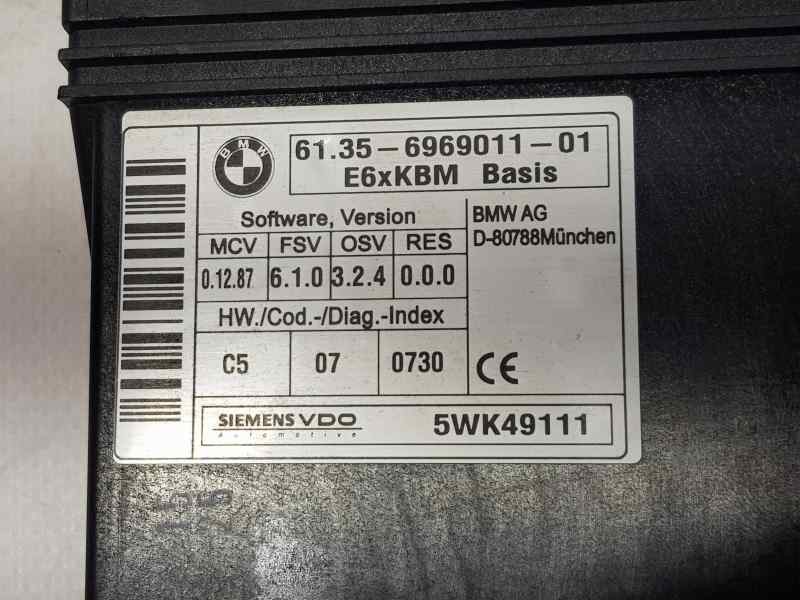 BMW
61.35-6969011-01
E6xKBM Basis
Software, Version
MCV FSV OSV RES
0.12.87 6.1.0 3.2.4 0.0.0
BMW AG
D-80788München
HW./Cod.-/Diag.-Index
C5 07 0730
CE
SIEMENS VDO
automotive
5WK49111